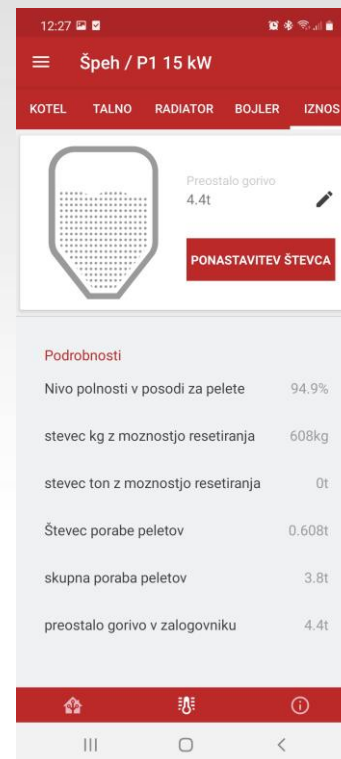 12:27
Špeh / P1 15 kW
KOTEL TALNO RADIATOR BOJLER IZNOS
Preostalo gorivo
4.4t
PONASTAVITEV ŠTEVCA
Podrobnosti
Nivo polnosti v posodi za pelete 94.9%
stevec kg z moznostjo resetiranja 608kg
stevec ton z moznostjo resetiranja 0t
Števec porabe peletov 0.608t
skupna poraba peletov 3.8t
preostalo gorivo v zalogovniku 4.4t